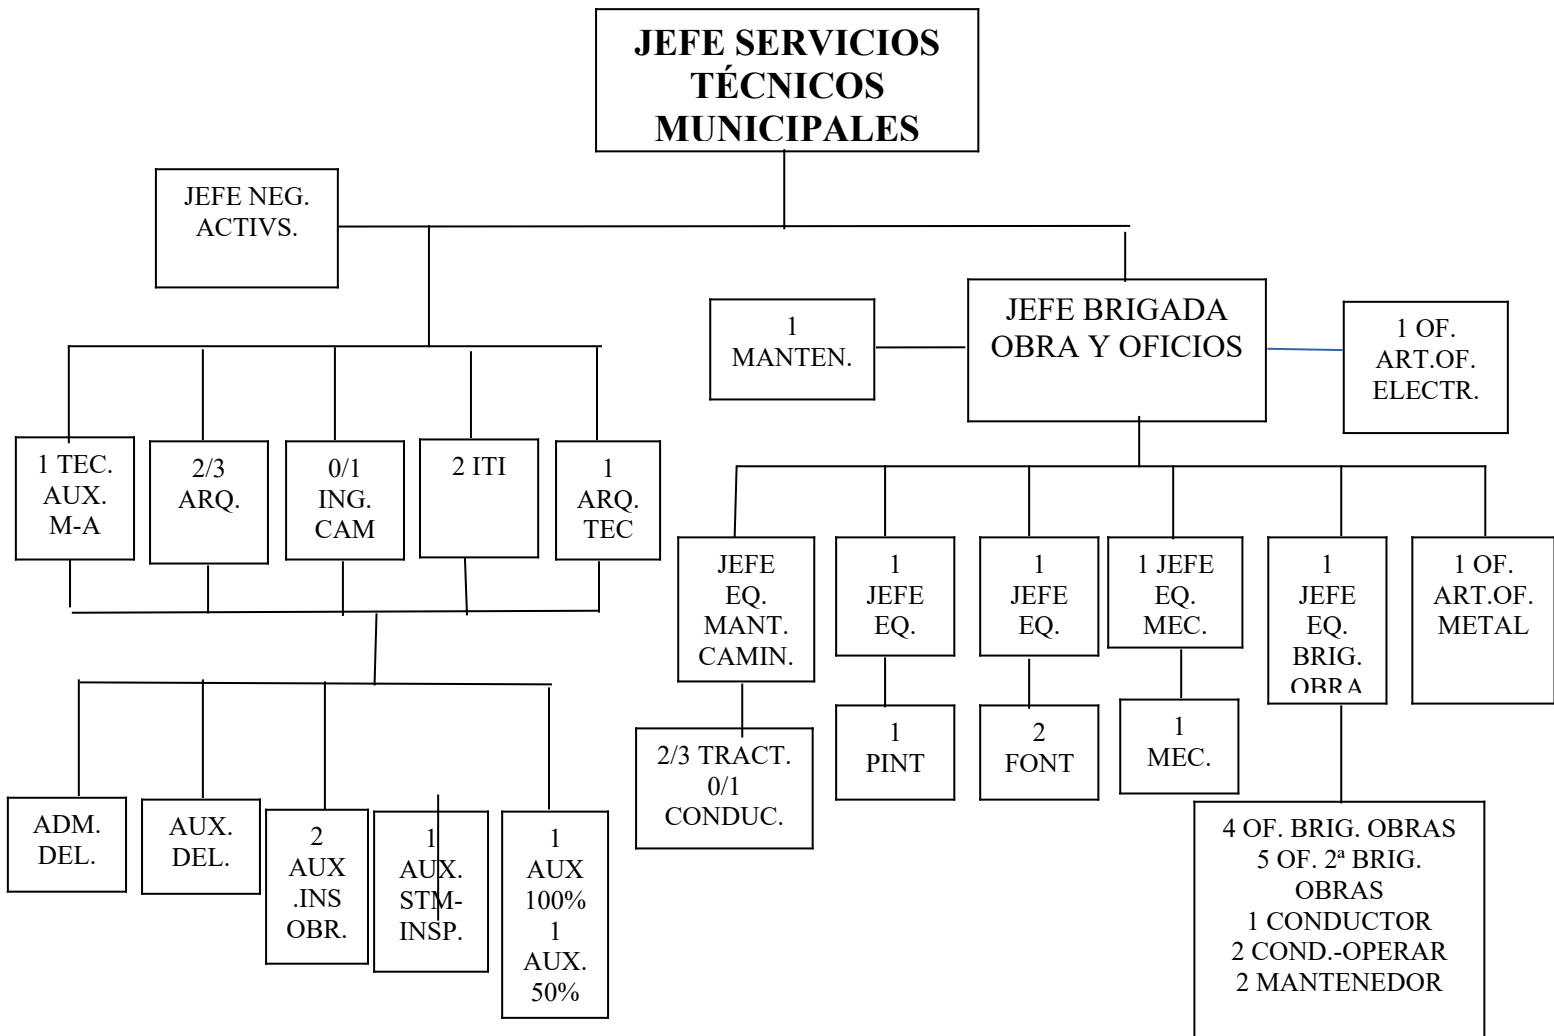 JEFE SERVICIOS
TÉCNICOS
MUNICIPALES
JEFE NEG.
ACTIVS.
1
MANTEN.
JEFE BRIGADA
OBRA Y OFICIOS
1 OF.
ART.OF.
ELECTR.
1 TEC.
AUX.
M-A
2/3
ARQ.
0/1
ING.
CAM
2 ITI
1
ARQ.
TEC
JEFE
EQ.
MANT.
CAMIN.
1
JEFE
EQ.
1
JEFE
EQ.
1 JEFE
EQ.
MEC.
1
JEFE
EQ.
BRIG.
OBRA
1 OF.
ART.OF.
METAL
2/3 TRACT.
0/1
CONDUC.
1
PINT
2
FONT
1
MEC.
ADM.
DEL.
AUX.
DEL.
2
AUX
.INS
OBR.
1
AUX.
STM-
INSP.
1
AUX
100%
1
AUX.
50%
4 OF. BRIG. OBRAS
5 OF. 2ª BRIG.
OBRAS
1 CONDUCTOR
2 COND.-OPERAR
2 MANTENEDOR